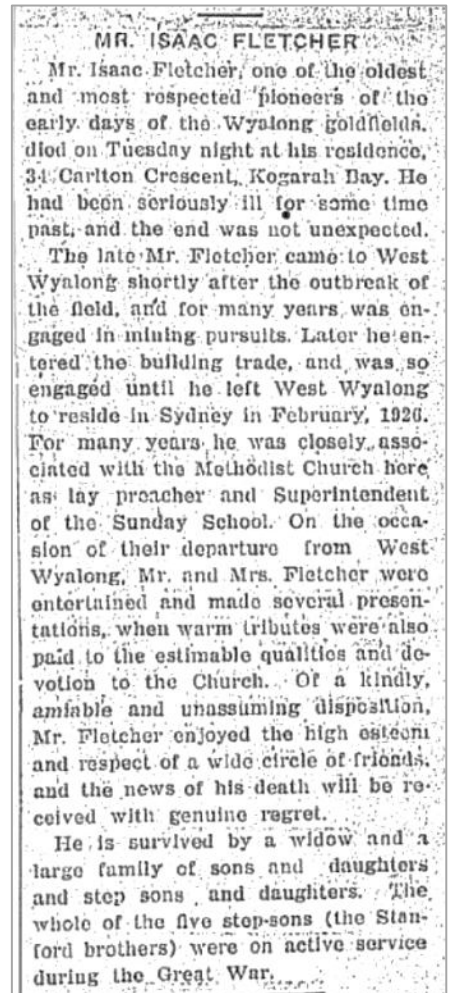 MR. ISAAC FLETCHER
Mr. Isaac Fletcher, one of the oldest
and most respected pioneers of the
early days of the Wyalong goldfields,
died on Tuesday night at his residence,
34 Carlton Crescent, Kogarah Bay. He
had been seriously ill for some time
past, and the end was not unexpected.
The late Mr. Fletcher came to West
Wyalong shortly after the outbreak of
the field, and for many years was en-
gaged in mining pursuits. Later he en-
tered the building trade, and was so
engaged until he left West Wyalong
to reside in Sydney in February, 1926.
For many years he was closely asso-
ciated with the Methodist Church here
as lay preacher and Superintendent
of the Sunday School. On the occa-
sion of their departure from West
Wyalong, Mr. and Mrs. Fletcher were
entertained and made several presen-
tations, when warm tributes were also
paid to the estimable qualities and de-
votion to the Church. Of a kindly,
amiable and unassuming disposition,
Mr. Fletcher enjoyed the high esteem
and respect of a wide circle of friends,
and the news of his death will be re-
ceived with genuine regret.
He is survived by a widow and a
large family of sons and daughters
and step sons and daughters. The
whole of the five step-sons (the Stan-
ford brothers) were on active service
during the Great War.